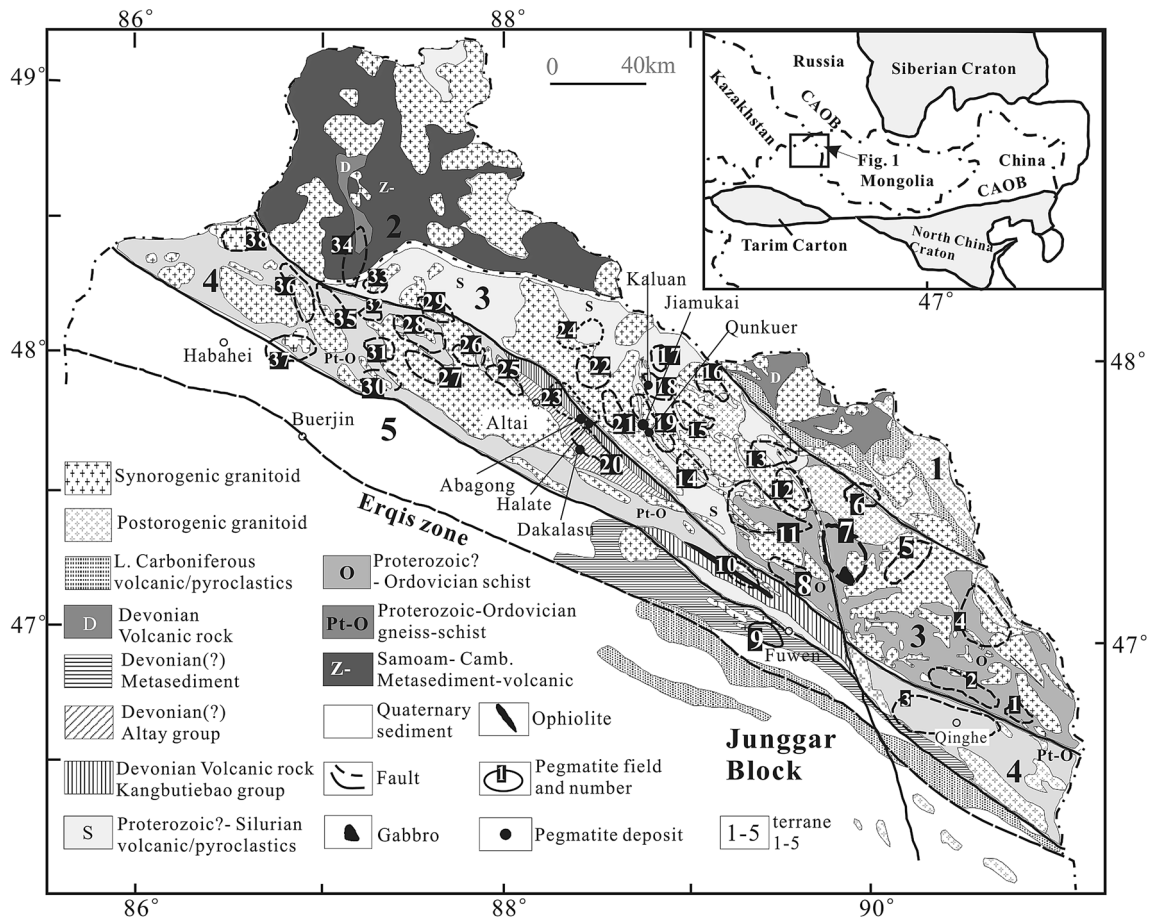 86°
88°
49°
48°
47°
48°
47°
86°
88°
90°
0 40km
Russia
Siberian Craton
Kazakhstan
CAOB
Fig. 1
Mongolia
China
CAOB
Tarim Carton
North China
Craton
47°
D
Z-
2
34
38
4
36
33
32
35
S
3
S
29
28
24
Kaluan
Jiamukai
Qunkuer
Habahei
37
Pt-O
31
30
26
27
25
22
17
16
18
D
Buerjin
5
Altai
23
21
19
15
Abagong
Halate
Dakalasu
20
14
13
12
1
6
Erqis zone
Pt-O
S
11
7
5
10
8
O
9
Fuwen
4
3
O
2
3
1
Qinghe
Pt-O
4
Junggar
Block
Synorogenic granitoid
Postorogenic granitoid
L. Carboniferous
volcanic/pyroclastics
D
Devonian
Volcanic rock
Devonian(?)
Metasediment
Devonian(?)
Altay group
Devonian Volcanic rock
Kangbutiebao group
S
Proterozoic?- Silurian
volcanic/pyroclastics
O
Proterozoic?
- Ordovician schist
Pt-O
Proterozoic-Ordovician
gneiss-schist
Z-
Samoam- Camb.
Metasediment-volcanic
Quaternary
sediment
Fault
Gabbro
Ophiolite
1
Pegmatite field
and number
Pegmatite deposit
1-5
terrane
1-5